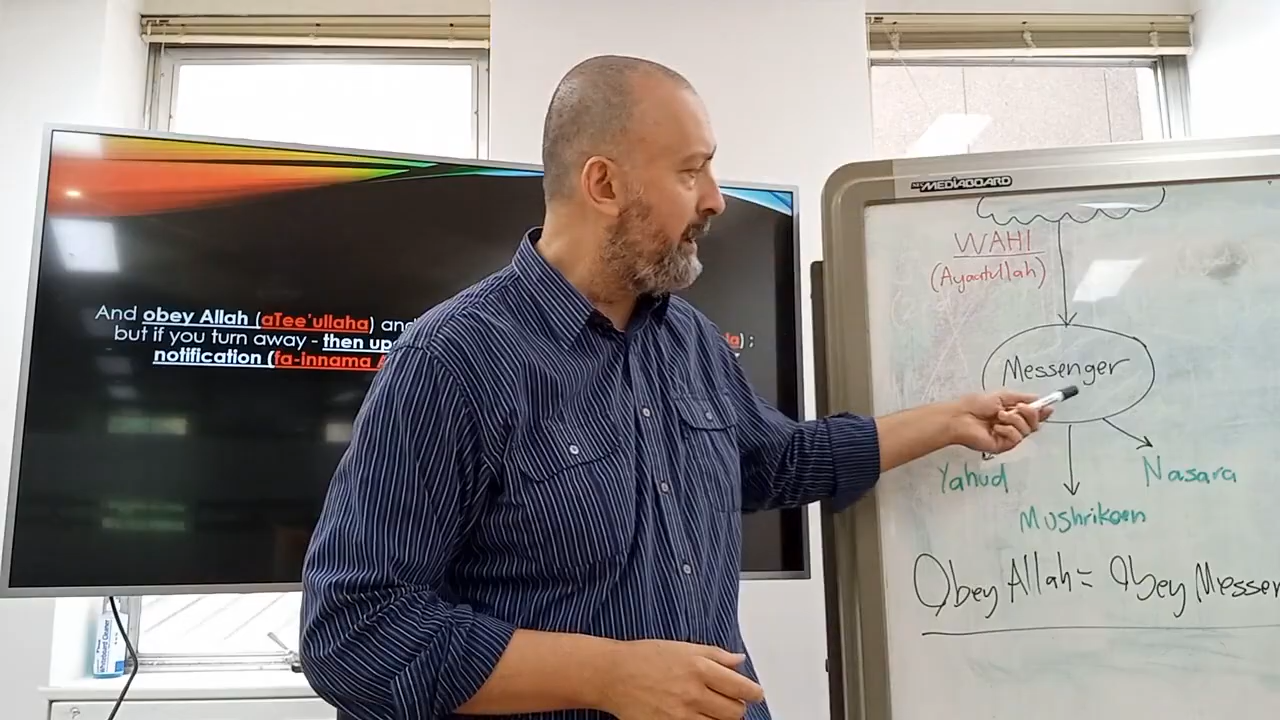 And obey Allah (aTee'ullaha) and
but if you turn away - then
notification (fa-innama
MEDIABOARD
WAHI
(Ayaatullah)
Messenger
Yahud
Nasara
Mushrikeen
Obey Allah = Obey Messen